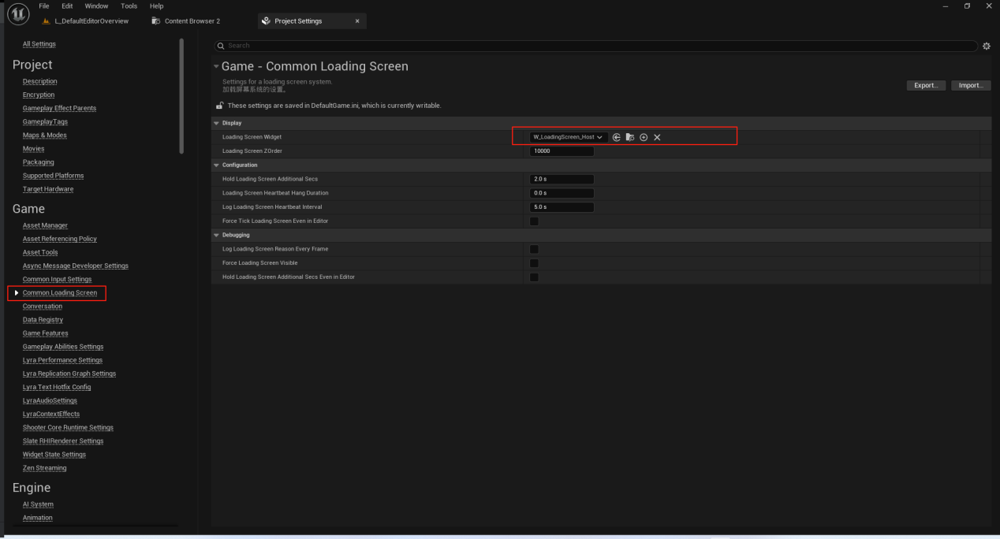 File Edit Window Tools Help
L_DefaultEditorOverview Content Browser 2 Project Settings
All Settings
Project
Description
Encryption
Gameplay Effect Parents
GameplayTags
Maps & Modes
Movies
Packaging
Supported Platforms
Target Hardware
Game
Asset Manager
Asset Referencing Policy
Asset Tools
Async Message Developer Settings
Common Input Settings
Common Loading Screen
Conversation
Data Registry
Game Features
Gameplay Abilities Settings
Lyra Performance Settings
Lyra Replication Graph Settings
Lyra Text Hotfix Config
LyraAudioSettings
LyraContextEffects
Shooter Core Runtime Settings
Slate RHIRenderer Settings
Widget State Settings
Zen Streaming
Engine
AI System
Animation
Search
Game - Common Loading Screen
Settings for a loading screen system.
加载屏幕系统的设置。
Export... Import...
These settings are saved in DefaultGame.ini, which is currently writable.
Display
Loading Screen Widget W_LoadingScreen_Host
Loading Screen ZOrder 10000
Configuration
Hold Loading Screen Additional Secs 2.0 s
Loading Screen Heartbeat Hang Duration 0.0 s
Log Loading Screen Heartbeat Interval 5.0 s
Force Tick Loading Screen Even in Editor
Debugging
Log Loading Screen Reason Every Frame
Force Loading Screen Visible
Hold Loading Screen Additional Secs Even in Editor